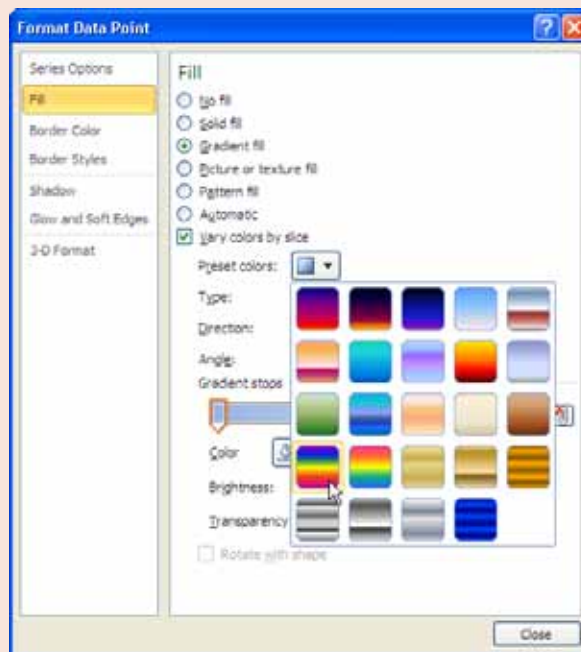 Format Data Point
Series Options
Fill
Border Color
Border Styles
Shadow
Glow and Soft Edges
3-D Format
Fill
No fill
Solid fill
Gradient fill
Picture or texture fill
Pattern fill
Automatic
Vary colors by slice
Preset colors:
Type:
Direction:
Angle:
Gradient stops
Color
Brightness:
Transparency
Rotate with shape
Close